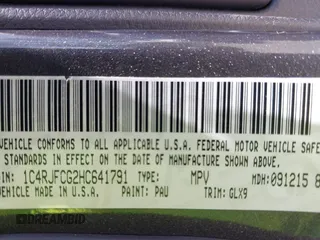 VEHICLE CONFORMS TO ALL APPLICABLE U.S.A. FEDERAL MOTOR VEHICLE SAFE
STANDARDS IN EFFECT ON THE DATE OF MANUFACTURE SHOWN ABOVE.
VIN: 1C4RJFCG2HC641791 TYPE: MPV MDH: 091215 8
MADE IN U.S.A. PAINT: PAU TRIM: GLX9